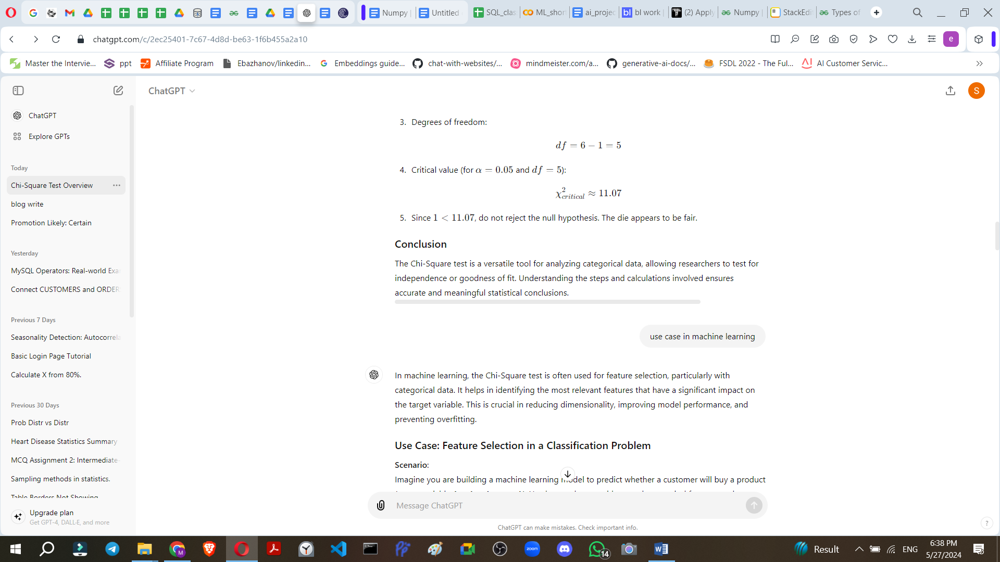 Numpy |
Untitled
SQL_clas
ML_shor
ai_projec
bl work |
(2) Apply
Numpy |
StackEdi
Types of
chatgpt.com/c/2ec25401-7c67-4d8d-be63-1f6b455a2a10
e
Master the Intervie...
ppt
Affiliate Program
Ebazhanov/linkedin...
Embeddings guide...
chat-with-websites/...
mindmeister.com/a...
generative-ai-docs/...
FSDL 2022 - The Ful...
AI Customer Servic...
ChatGPT
S
ChatGPT
Explore GPTs
Today
Chi-Square Test Overview
blog write
Promotion Likely: Certain
Yesterday
MySQL Operators: Real-world Exa
Connect CUSTOMERS and ORDER
Previous 7 Days
Seasonality Detection: Autocorrela
Basic Login Page Tutorial
Calculate X from 80%.
Previous 30 Days
Prob Distr vs Distr
Heart Disease Statistics Summary
MCQ Assignment 2: Intermediate-
Sampling methods in statistics.
Table Borders Not Showing
Upgrade plan
Get GPT-4, DALL·E, and more
3. Degrees of freedom:
df = 6 − 1 = 5
4. Critical value (for α = 0.05 and df = 5):
χ²critical ≈ 11.07
5. Since 1 < 11.07, do not reject the null hypothesis. The die appears to be fair.
Conclusion
The Chi-Square test is a versatile tool for analyzing categorical data, allowing researchers to test for
independence or goodness of fit. Understanding the steps and calculations involved ensures
accurate and meaningful statistical conclusions.
use case in machine learning
In machine learning, the Chi-Square test is often used for feature selection, particularly with
categorical data. It helps in identifying the most relevant features that have a significant impact on
the target variable. This is crucial in reducing dimensionality, improving model performance, and
preventing overfitting.
Use Case: Feature Selection in a Classification Problem
Scenario:
Imagine you are building a machine learning model to predict whether a customer will buy a product
Message ChatGPT
ChatGPT can make mistakes. Check important info.
?
zoom
14
Result
ENG
6:38 PM
5/27/2024